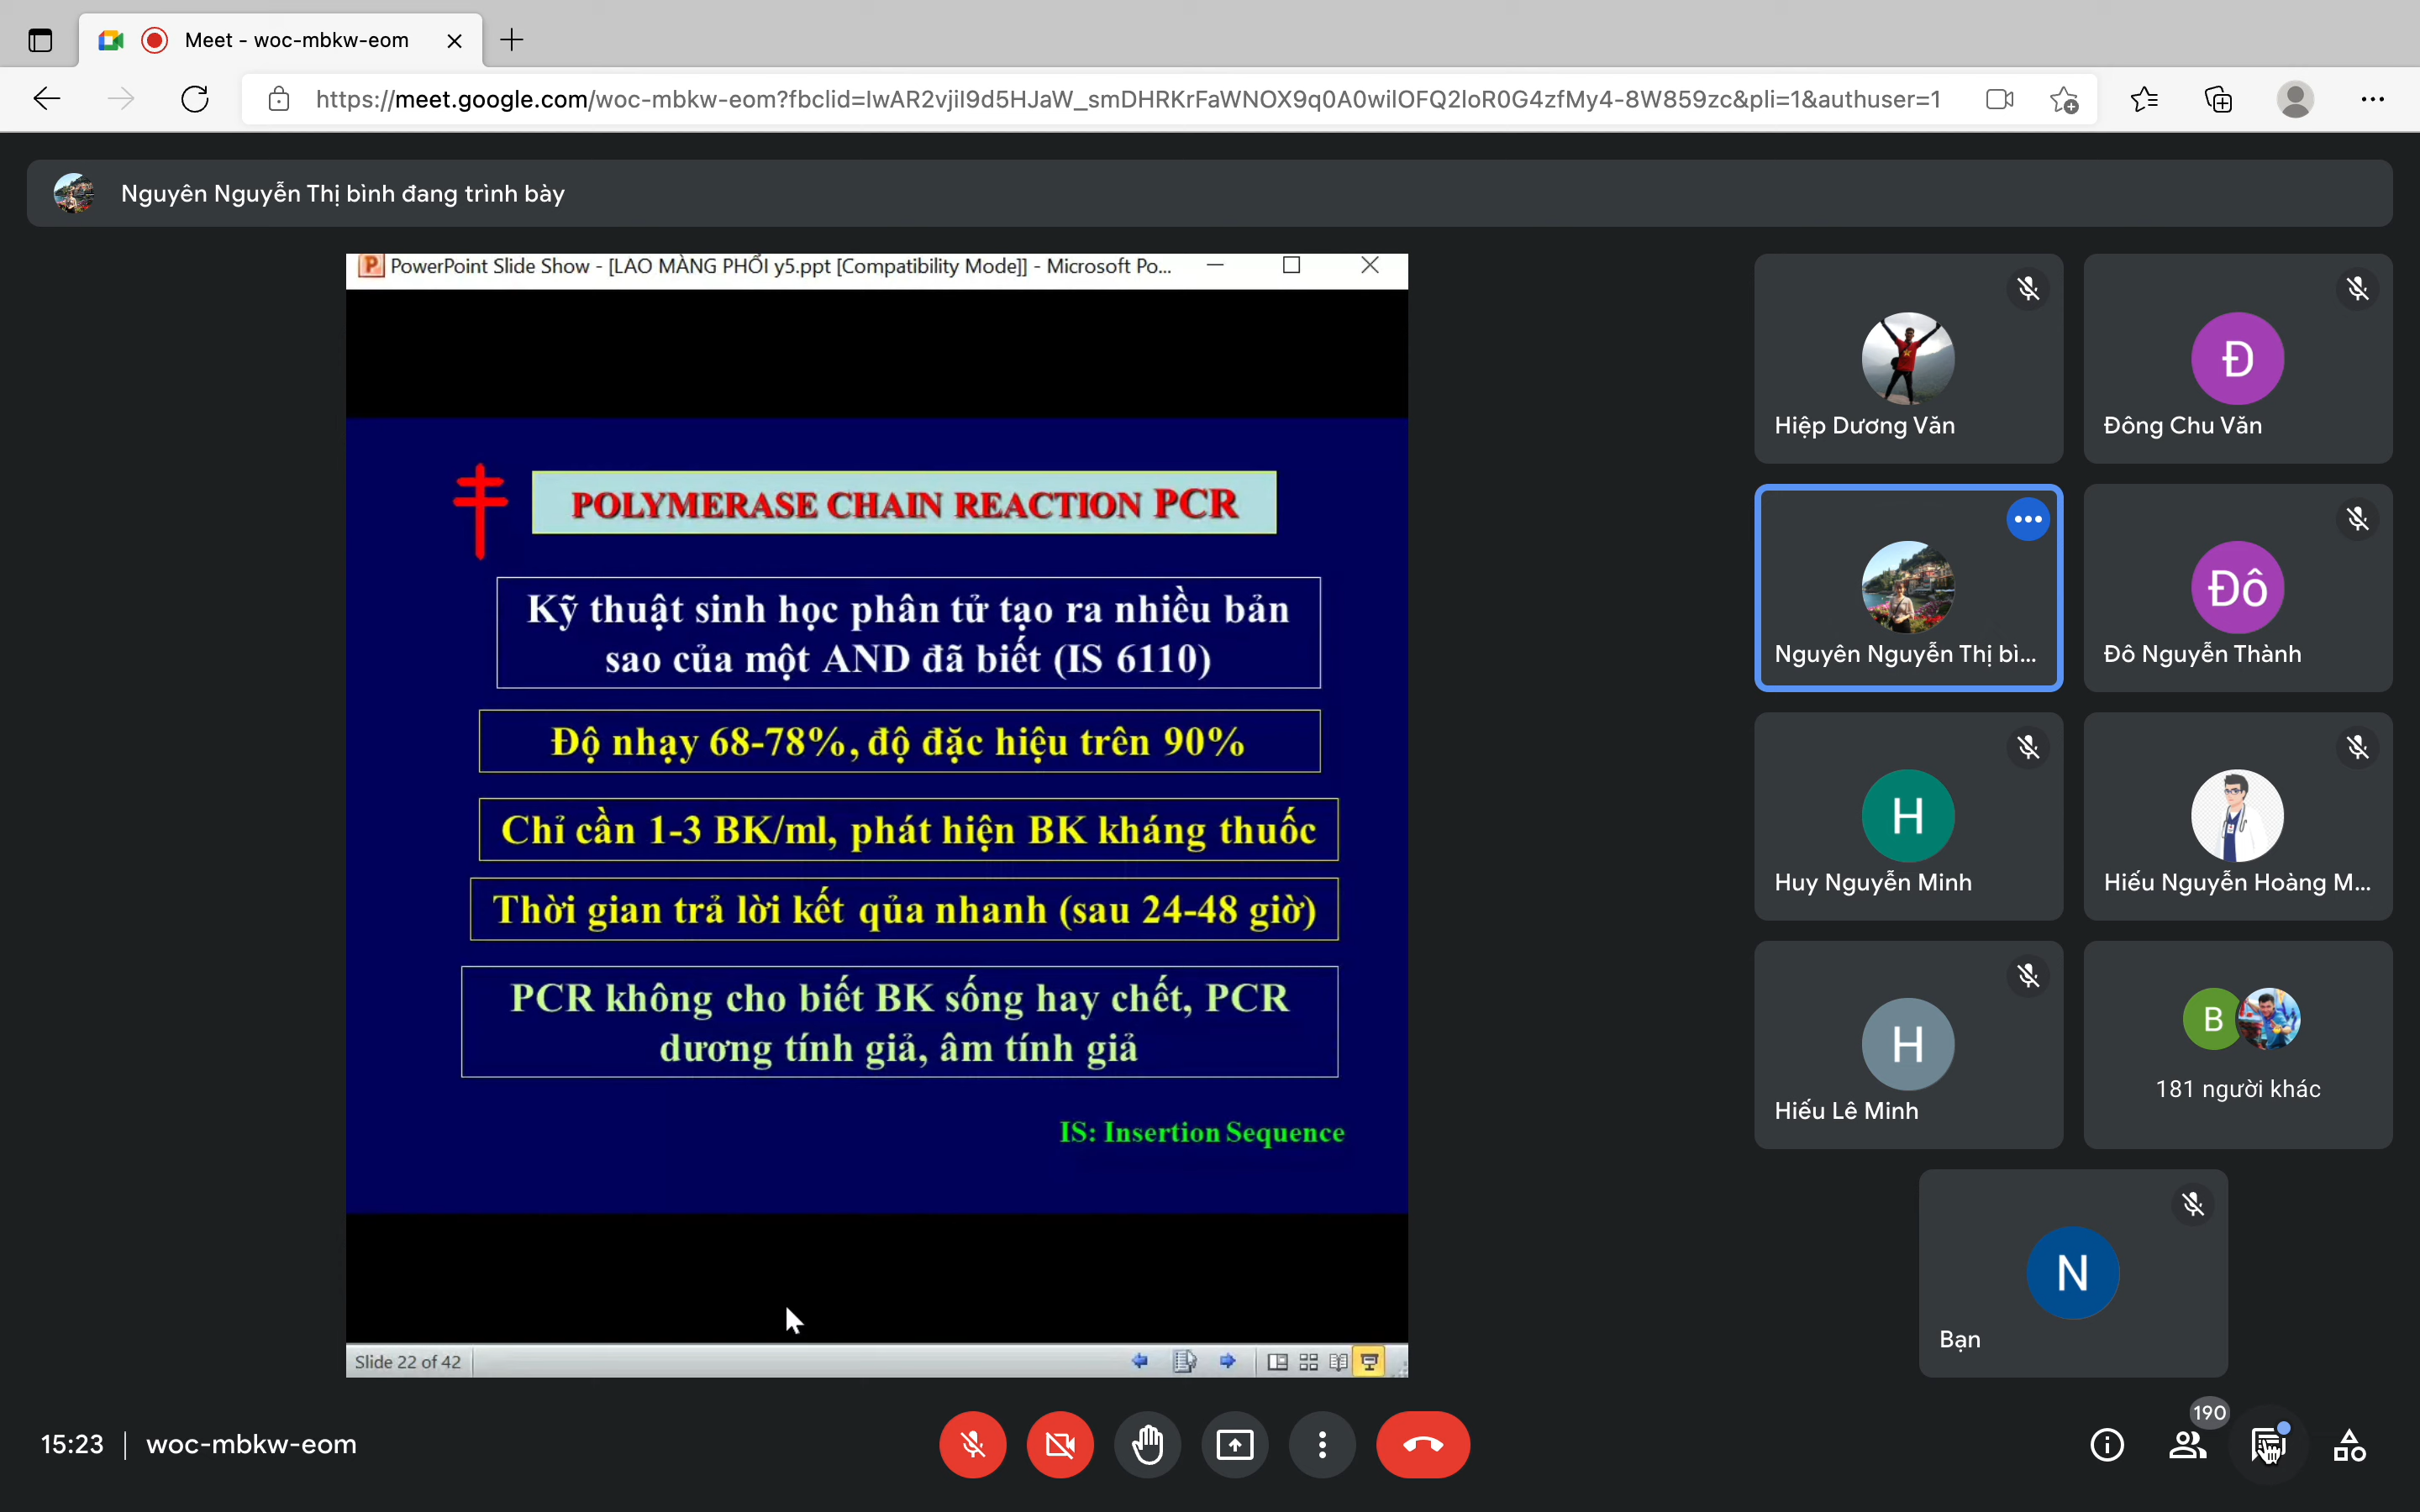 Meet - woc-mbkw-eom
https://meet.google.com/woc-mbkw-eom?fbclid=IwAR2vjiI9d5HJaW_smDHRKrFaWNOX9q0A0wilOFQ2loR0G4zfMy4-8W859zc&pli=1&authuser=1
Nguyên Nguyễn Thị bình đang trình bày
PowerPoint Slide Show - [LAO MÀNG PHỔI y5.ppt [Compatibility Mode]] - Microsoft Po...
POLYMERASE CHAIN REACTION PCR
Kỹ thuật sinh học phân tử tạo ra nhiều bản
sao của một AND đã biết (IS 6110)
Độ nhạy 68-78%, độ đặc hiệu trên 90%
Chỉ cần 1-3 BK/ml, phát hiện BK kháng thuốc
Thời gian trả lời kết qủa nhanh (sau 24-48 giờ)
PCR không cho biết BK sống hay chết, PCR
dương tính giả, âm tính giả
IS: Insertion Sequence
Slide 22 of 42
Hiệp Dương Văn
Đ
Đông Chu Văn
Nguyên Nguyễn Thị bì...
Đô
Đô Nguyễn Thành
H
Huy Nguyễn Minh
Hiếu Nguyễn Hoàng M...
H
Hiếu Lê Minh
B
181 người khác
N
Bạn
15:23 | woc-mbkw-eom
190